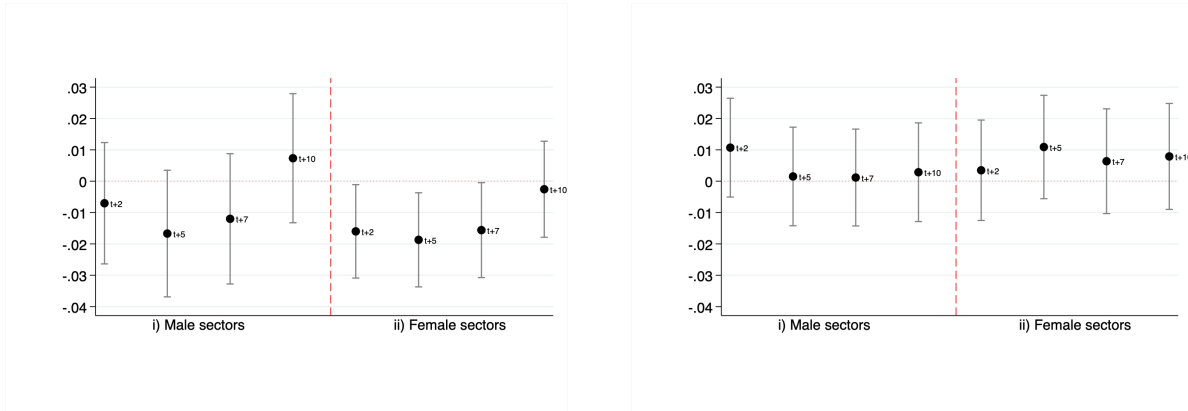 .03
.02
.01
0
-.01
-.02
-.03
-.04
t+2
t+5
t+7
t+10
t+2
t+5
t+7
t+10
i) Male sectors
ii) Female sectors
.03
.02
.01
0
-.01
-.02
-.03
-.04
t+2
t+5
t+7
t+10
t+2
t+5
t+7
i) Male sectors
ii) Female sectors